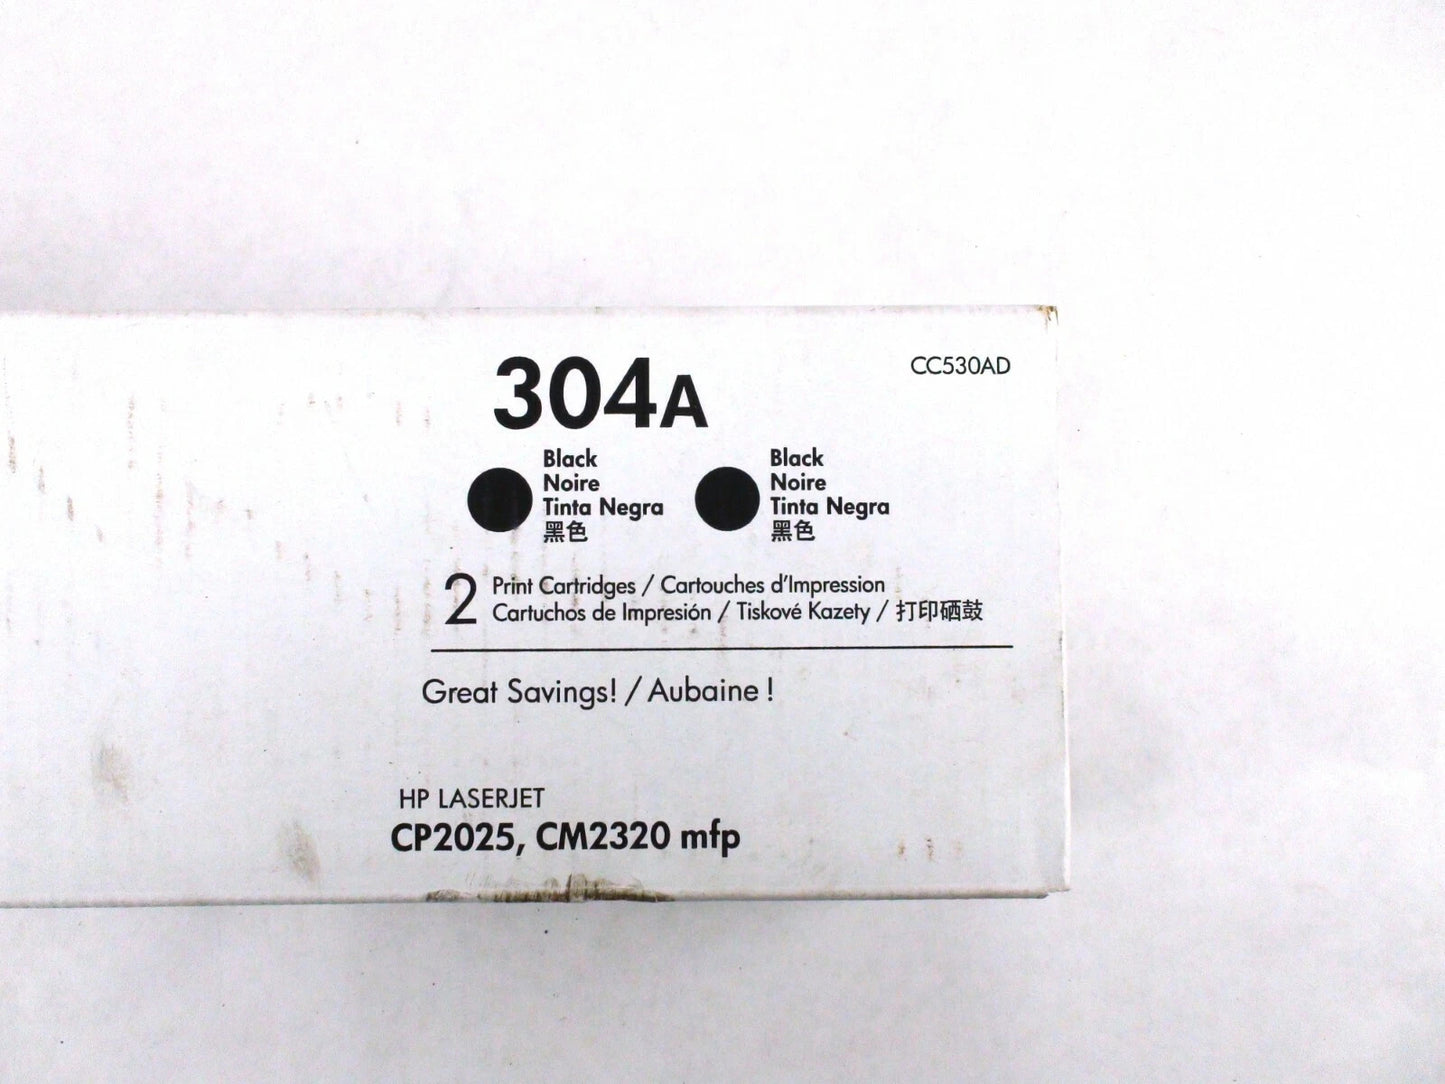 304A
CC530AD
Black
Noire
Tinta Negra
黑色
Black
Noire
Tinta Negra
黑色
2 Print Cartridges / Cartouches d'Impression
Cartuchos de Impresión / Tiskové Kazety / 打印硒鼓
Great Savings! / Aubaine !
HP LASERJET
CP2025, CM2320 mfp